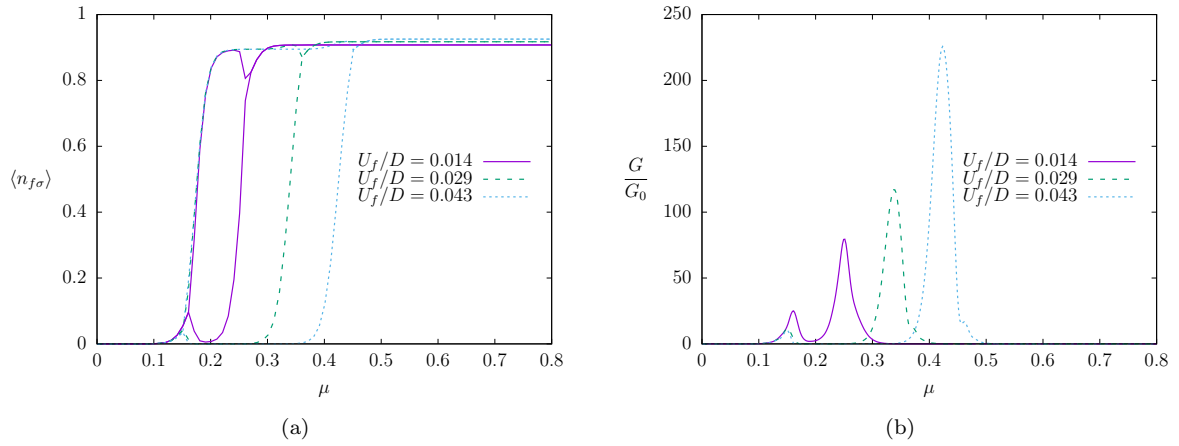 1
0.8
0.6
0.4
0.2
0
⟨n_{fσ}⟩
U_f/D = 0.014
U_f/D = 0.029
U_f/D = 0.043
0 0.1 0.2 0.3 0.4 0.5 0.6 0.7 0.8
μ
(a)
250
200
150
100
50
0
G
G_0
U_f/D = 0.014
U_f/D = 0.029
U_f/D = 0.043
0 0.1 0.2 0.3 0.4 0.5 0.6 0.7 0.8
μ
(b)